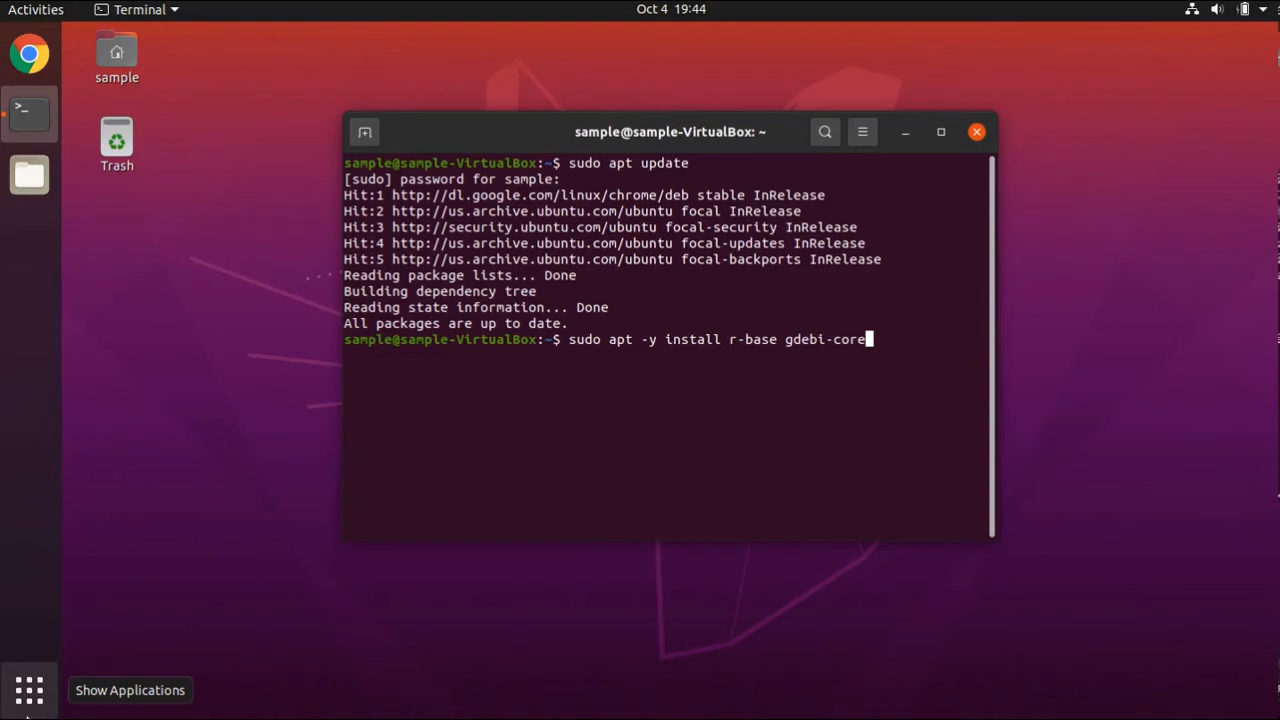 Activities
Terminal
Oct 4 19:44
sample
Trash
sample@sample-VirtualBox: ~
sample@sample-VirtualBox:~$ sudo apt update
[sudo] password for sample:
Hit:1 http://dl.google.com/linux/chrome/deb stable InRelease
Hit:2 http://us.archive.ubuntu.com/ubuntu focal InRelease
Hit:3 http://security.ubuntu.com/ubuntu focal-security InRelease
Hit:4 http://us.archive.ubuntu.com/ubuntu focal-updates InRelease
Hit:5 http://us.archive.ubuntu.com/ubuntu focal-backports InRelease
Reading package lists... Done
Building dependency tree
Reading state information... Done
All packages are up to date.
sample@sample-VirtualBox:~$ sudo apt -y install r-base gdebi-core
Show Applications